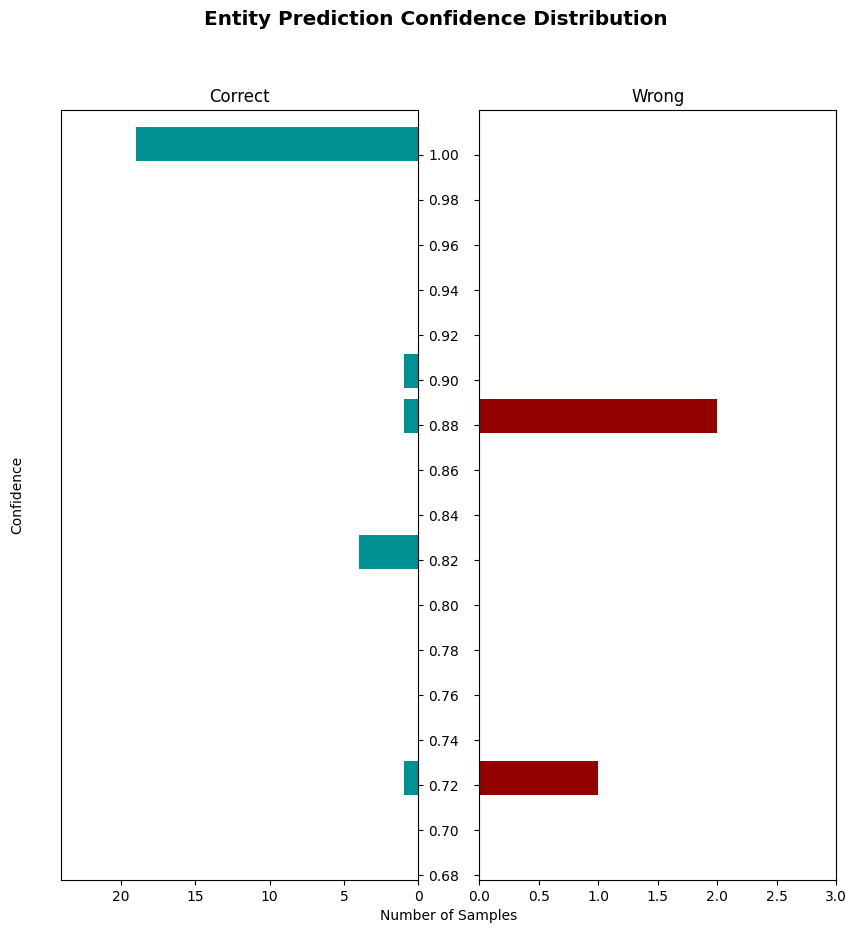 Entity Prediction Confidence Distribution
Correct
Wrong
1.00
0.98
0.96
0.94
0.92
0.90
0.88
0.86
0.84
0.82
0.80
0.78
0.76
0.74
0.72
0.70
0.68
Confidence
20 15 10 5 0
0.0 0.5 1.0 1.5 2.0 2.5 3.0
Number of Samples